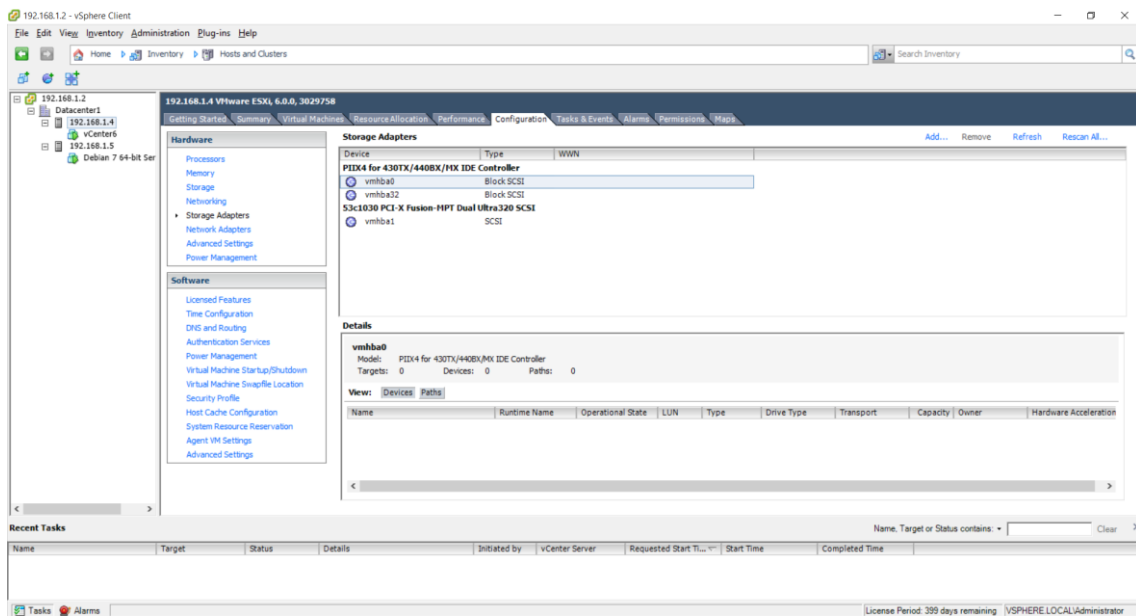 192.168.1.2 - vSphere Client
File Edit View Inventory Administration Plug-ins Help
Home Inventory Hosts and Clusters
Search Inventory
192.168.1.2
Datacenter1
192.168.1.4
vCenter6
192.168.1.5
Debian 7 64-bit Ser
192.168.1.4 VMware ESXi, 6.0.0, 3029758
Getting Started Summary Virtual Machines Resource Allocation Performance Configuration Tasks & Events Alarms Permissions Maps
Hardware
Processors
Memory
Storage
Networking
Storage Adapters
Network Adapters
Advanced Settings
Power Management
Software
Licensed Features
Time Configuration
DNS and Routing
Authentication Services
Power Management
Virtual Machine Startup/Shutdown
Virtual Machine Swapfile Location
Security Profile
Host Cache Configuration
System Resource Reservation
Agent VM Settings
Advanced Settings
Storage Adapters
Add... Remove Refresh Rescan All...
Device Type WWN
PIIX4 for 430TX/440BX/MX IDE Controller
vmhba0 Block SCSI
vmhba32 Block SCSI
53c1030 PCI-X Fusion-MPT Dual Ultra320 SCSI
vmhba1 SCSI
Details
vmhba0
Model: PIIX4 for 430TX/440BX/MX IDE Controller
Targets: 0 Devices: 0 Paths: 0
View: Devices Paths
Name Runtime Name Operational State LUN Type Drive Type Transport Capacity Owner Hardware Acceleration
Recent Tasks
Name, Target or Status contains: Clear
Name Target Status Details Initiated by vCenter Server Requested Start Ti... Start Time Completed Time
Tasks Alarms
License Period: 399 days remaining VSPHERE.LOCAL\Administrator